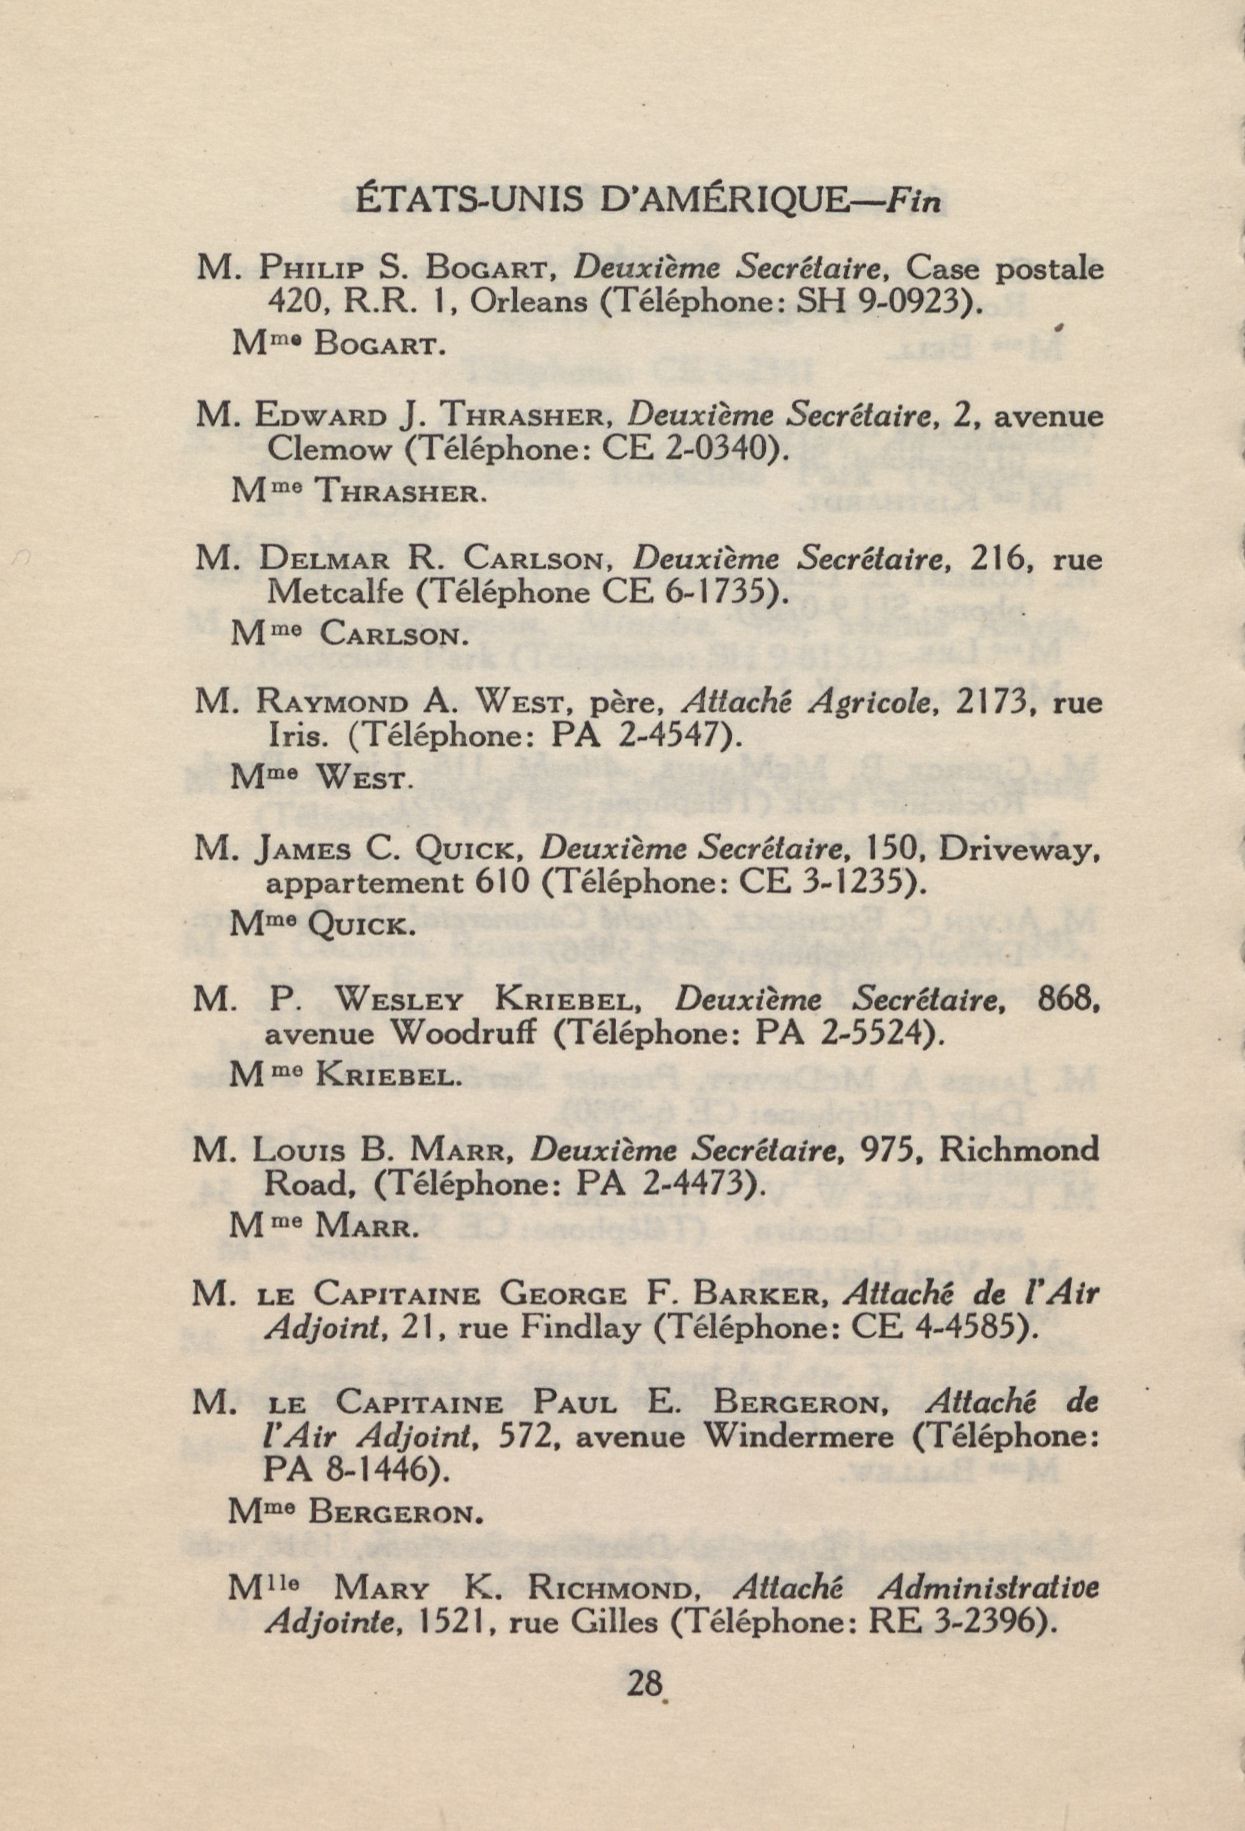 ÉTATS-UNIS D'AMÉRIQUE—Fin
M. PHILIP S. BOGART, Deuxième Secrétaire, Case postale
420, R.R. 1, Orleans (Téléphone: SH 9-0923).
Mme BOGART.
M. EDWARD J. THRASHER, Deuxième Secrétaire, 2, avenue
Clemow (Téléphone: CE 2-0340).
Mme THRASHER.
M. DELMAR R. CARLSON, Deuxième Secrétaire, 216, rue
Metcalfe (Téléphone CE 6-1735).
Mme CARLSON.
M. RAYMOND A. WEST, père, Attaché Agricole, 2173, rue
Iris. (Téléphone: PA 2-4547).
Mme WEST.
M. JAMES C. QUICK, Deuxième Secrétaire, 150, Driveway,
appartement 610 (Téléphone: CE 3-1235).
Mme QUICK.
M. P. WESLEY KRIEBEL, Deuxième Secrétaire, 868,
avenue Woodruff (Téléphone: PA 2-5524).
Mme KRIEBEL.
M. LOUIS B. MARR, Deuxième Secrétaire, 975, Richmond
Road, (Téléphone: PA 2-4473).
Mme MARR.
M. LE CAPITAINE GEORGE F. BARKER, Attaché de l'Air
Adjoint, 21, rue Findlay (Téléphone: CE 4-4585).
M. LE CAPITAINE PAUL E. BERGERON, Attaché de
l'Air Adjoint, 572, avenue Windermere (Téléphone:
PA 8-1446).
Mme BERGERON.
Mlle MARY K. RICHMOND, Attaché Administrative
Adjointe, 1521, rue Gilles (Téléphone: RE 3-2396).
28